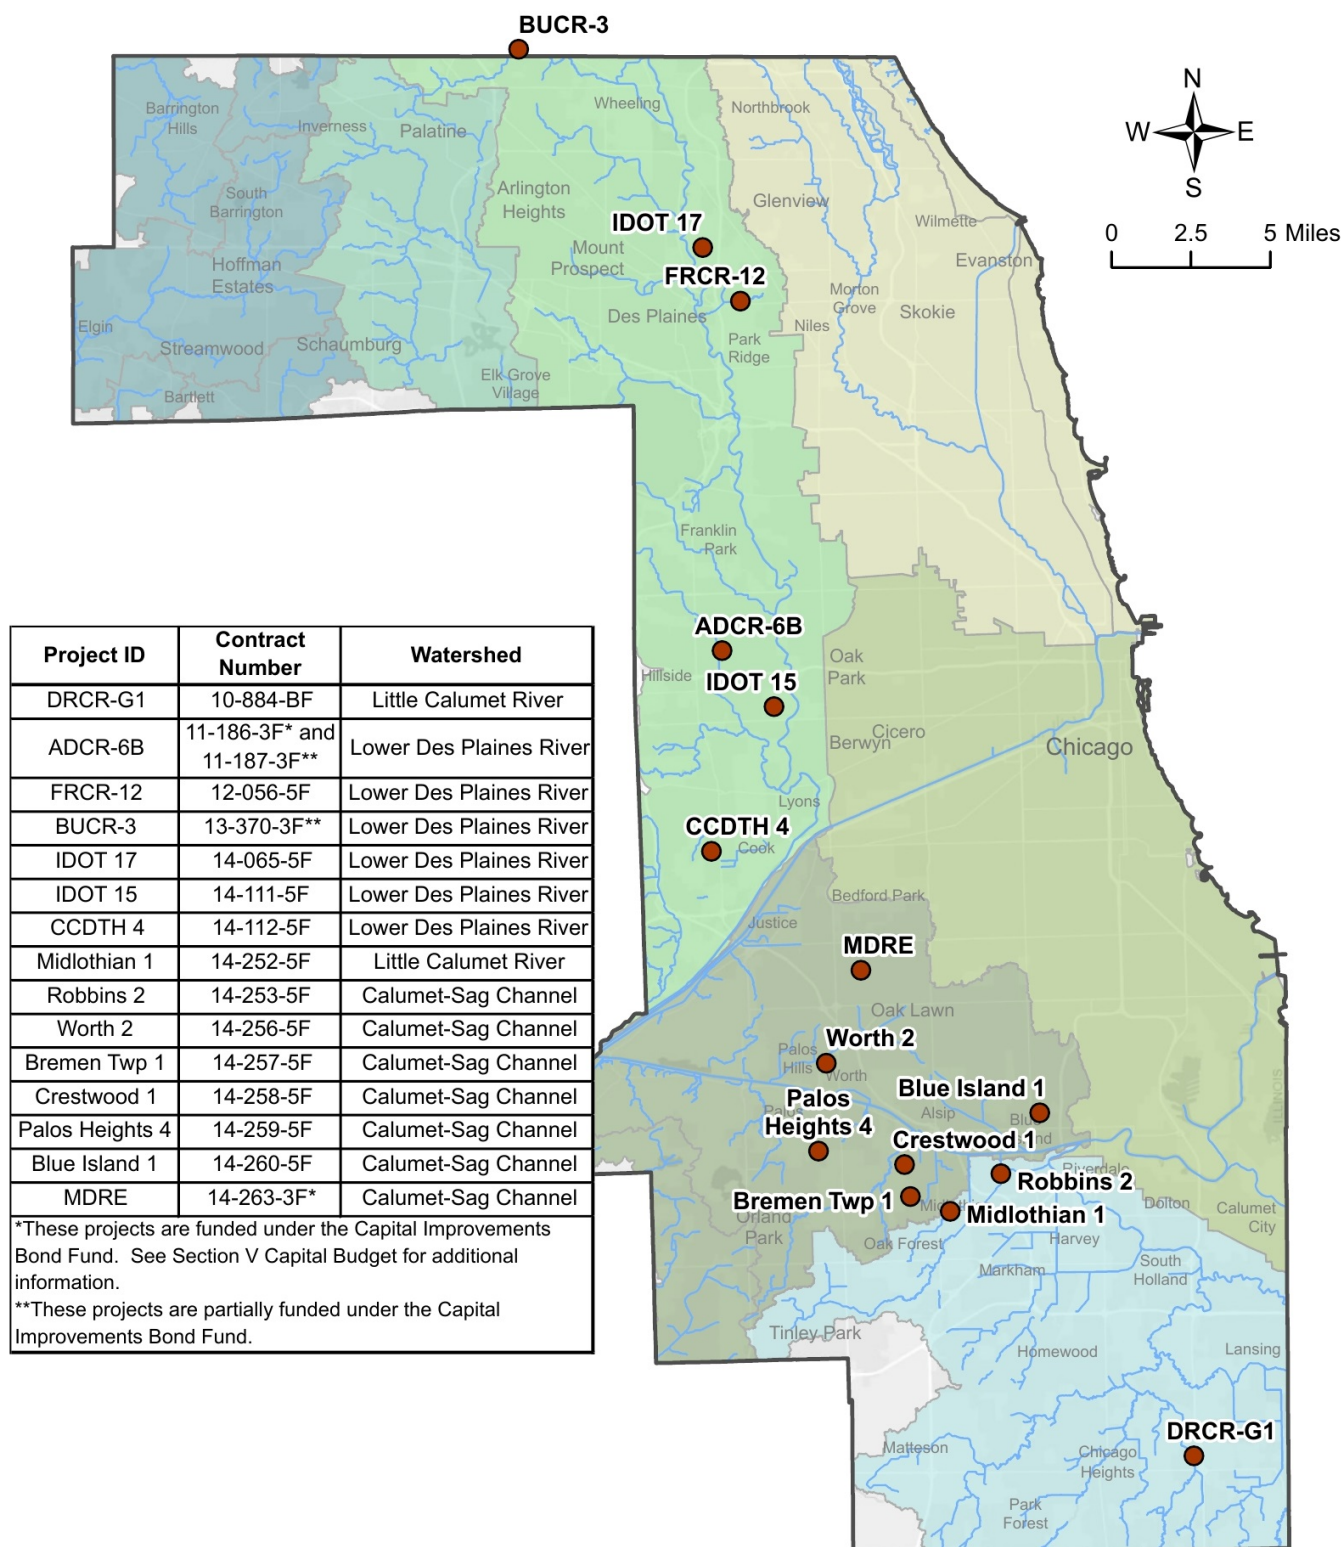 BUCR-3
N
W E
S
0 2.5 5 Miles
Barrington
Hills
Inverness
Palatine
Wheeling
Northbrook
South
Barrington
Arlington
Heights
Glenview
Wilmette
IDOT 17
Mount
Prospect
Hoffman
Estates
Evanston
FRCR-12
Morton
Grove
Skokie
Elgin
Des Plaines
Niles
Streamwood
Schaumburg
Park
Ridge
Elk Grove
Village
Bartlett
Franklin
Park
ADCR-6B
Hillside
Oak
Park
IDOT 15
Cicero
Berwyn
Chicago
Lyons
CCDTH 4
Cook
Bedford Park
Justice
MDRE
Oak Lawn
Worth 2
Palos
Hills
Worth
Palos
Heights 4
Palos
Blue Island 1
Alsip
Crestwood 1
Riverdale
Robbins 2
Bremen Twp 1
Midlothian 1
Dolton
Calumet
City
Orland
Park
Oak Forest
Harvey
Markham
South
Holland
ILLINOIS
Tinley Park
Homewood
Lansing
DRCR-G1
Matteson
Chicago
Heights
Park
Forest
Project ID Contract Number Watershed
DRCR-G1 10-884-BF Little Calumet River
ADCR-6B 11-186-3F* and 11-187-3F** Lower Des Plaines River
FRCR-12 12-056-5F Lower Des Plaines River
BUCR-3 13-370-3F** Lower Des Plaines River
IDOT 17 14-065-5F Lower Des Plaines River
IDOT 15 14-111-5F Lower Des Plaines River
CCDTH 4 14-112-5F Lower Des Plaines River
Midlothian 1 14-252-5F Little Calumet River
Robbins 2 14-253-5F Calumet-Sag Channel
Worth 2 14-256-5F Calumet-Sag Channel
Bremen Twp 1 14-257-5F Calumet-Sag Channel
Crestwood 1 14-258-5F Calumet-Sag Channel
Palos Heights 4 14-259-5F Calumet-Sag Channel
Blue Island 1 14-260-5F Calumet-Sag Channel
MDRE 14-263-3F* Calumet-Sag Channel
*These projects are funded under the Capital Improvements
Bond Fund. See Section V Capital Budget for additional
information.
**These projects are partially funded under the Capital
Improvements Bond Fund.